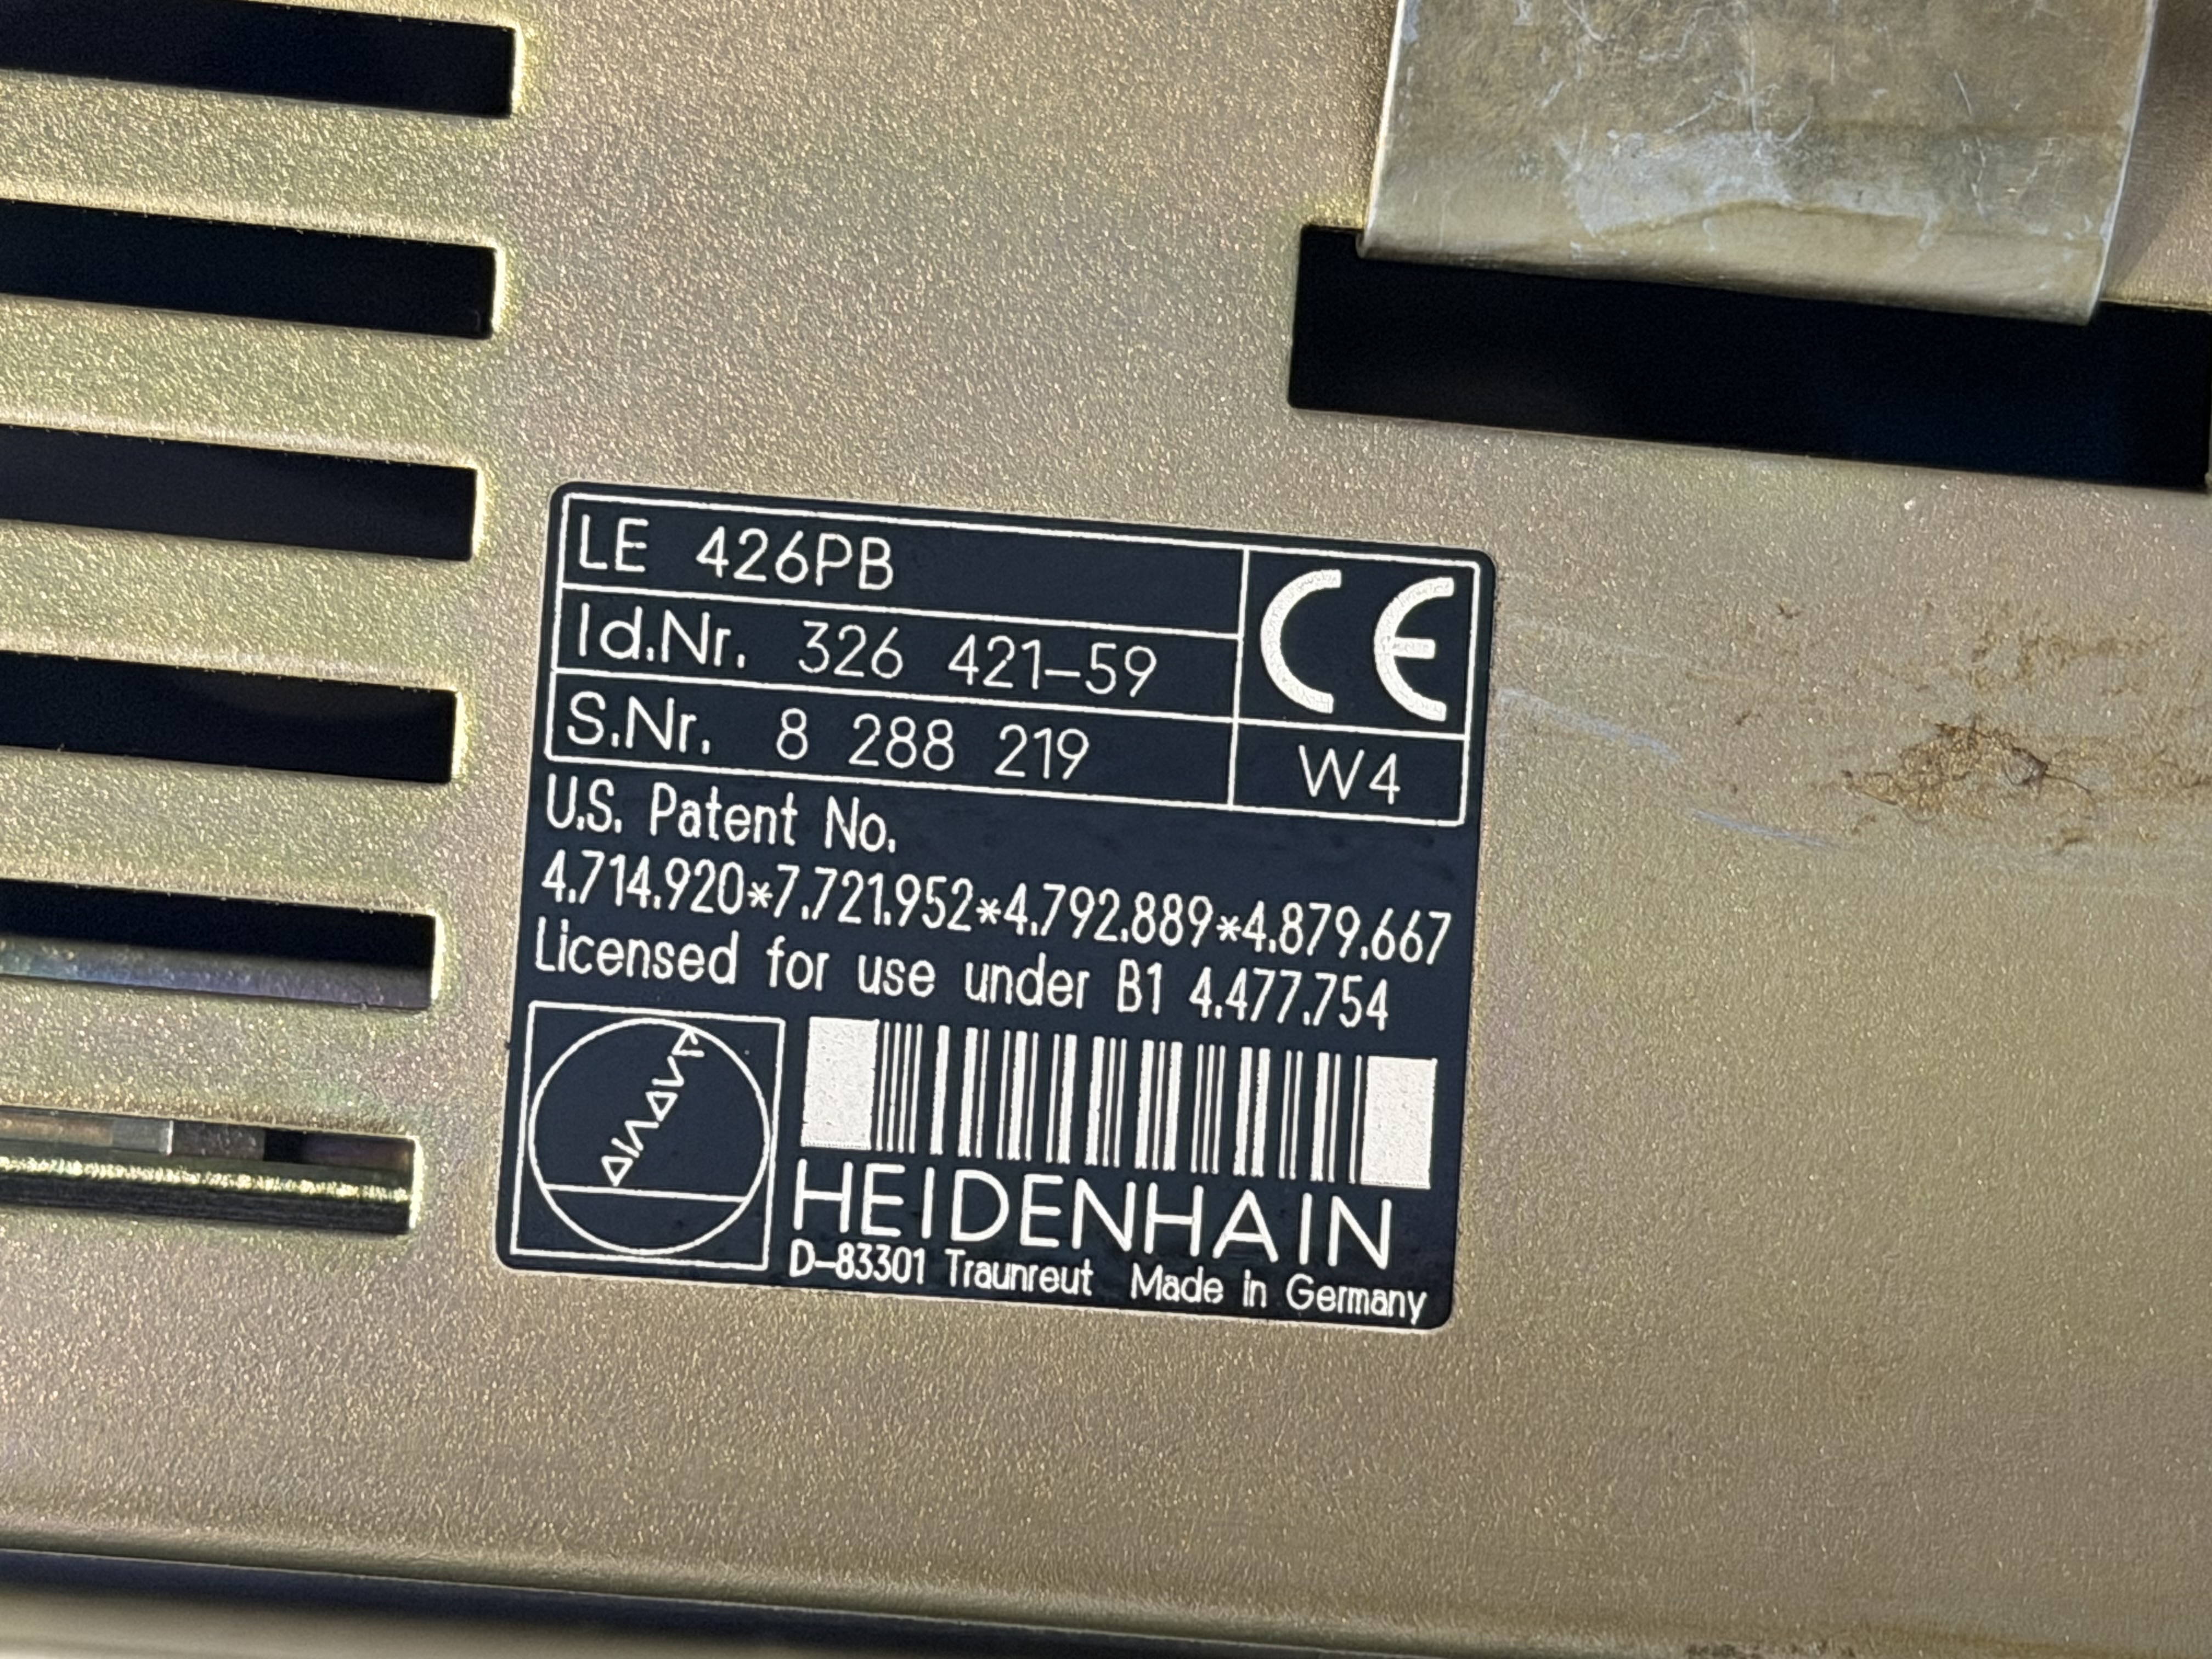 LE 426PB
Id.Nr. 326 421-59
S.Nr. 8 288 219
CE
W4
U.S. Patent No.
4.714.920*7.721.952*4.792.889*4.879.667
Licensed for use under B1 4.477.754
HEIDENHAIN
D-83301 Traunreut Made in Germany